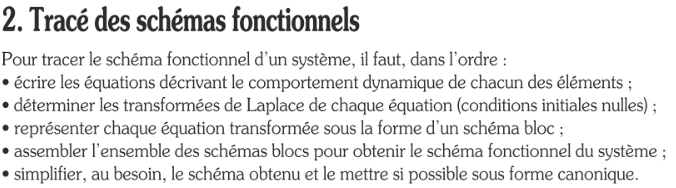 2. Tracé des schémas fonctionnels
Pour tracer le schéma fonctionnel d'un système, il faut, dans l'ordre :
• écrire les équations décrivant le comportement dynamique de chacun des éléments ;
• déterminer les transformées de Laplace de chaque équation (conditions initiales nulles) ;
• représenter chaque équation transformée sous la forme d'un schéma bloc ;
• assembler l'ensemble des schémas blocs pour obtenir le schéma fonctionnel du système ;
• simplifier, au besoin, le schéma obtenu et le mettre si possible sous forme canonique.